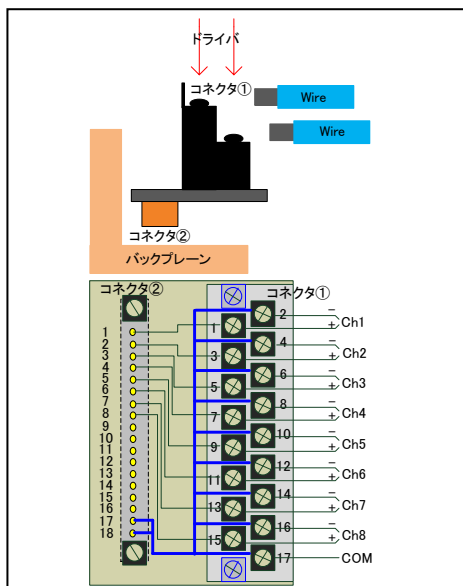 ドライバ
コネクタ①
Wire
Wire
コネクタ②
バックプレーン
コネクタ②
コネクタ①
1
2
3
4
5
6
7
8
9
10
11
12
13
14
15
16
17
18
1
3
5
7
9
11
13
15
2
4
6
8
10
12
14
16
17
− + Ch1
− + Ch2
− + Ch3
− + Ch4
− + Ch5
− + Ch6
− + Ch7
− + Ch8
COM